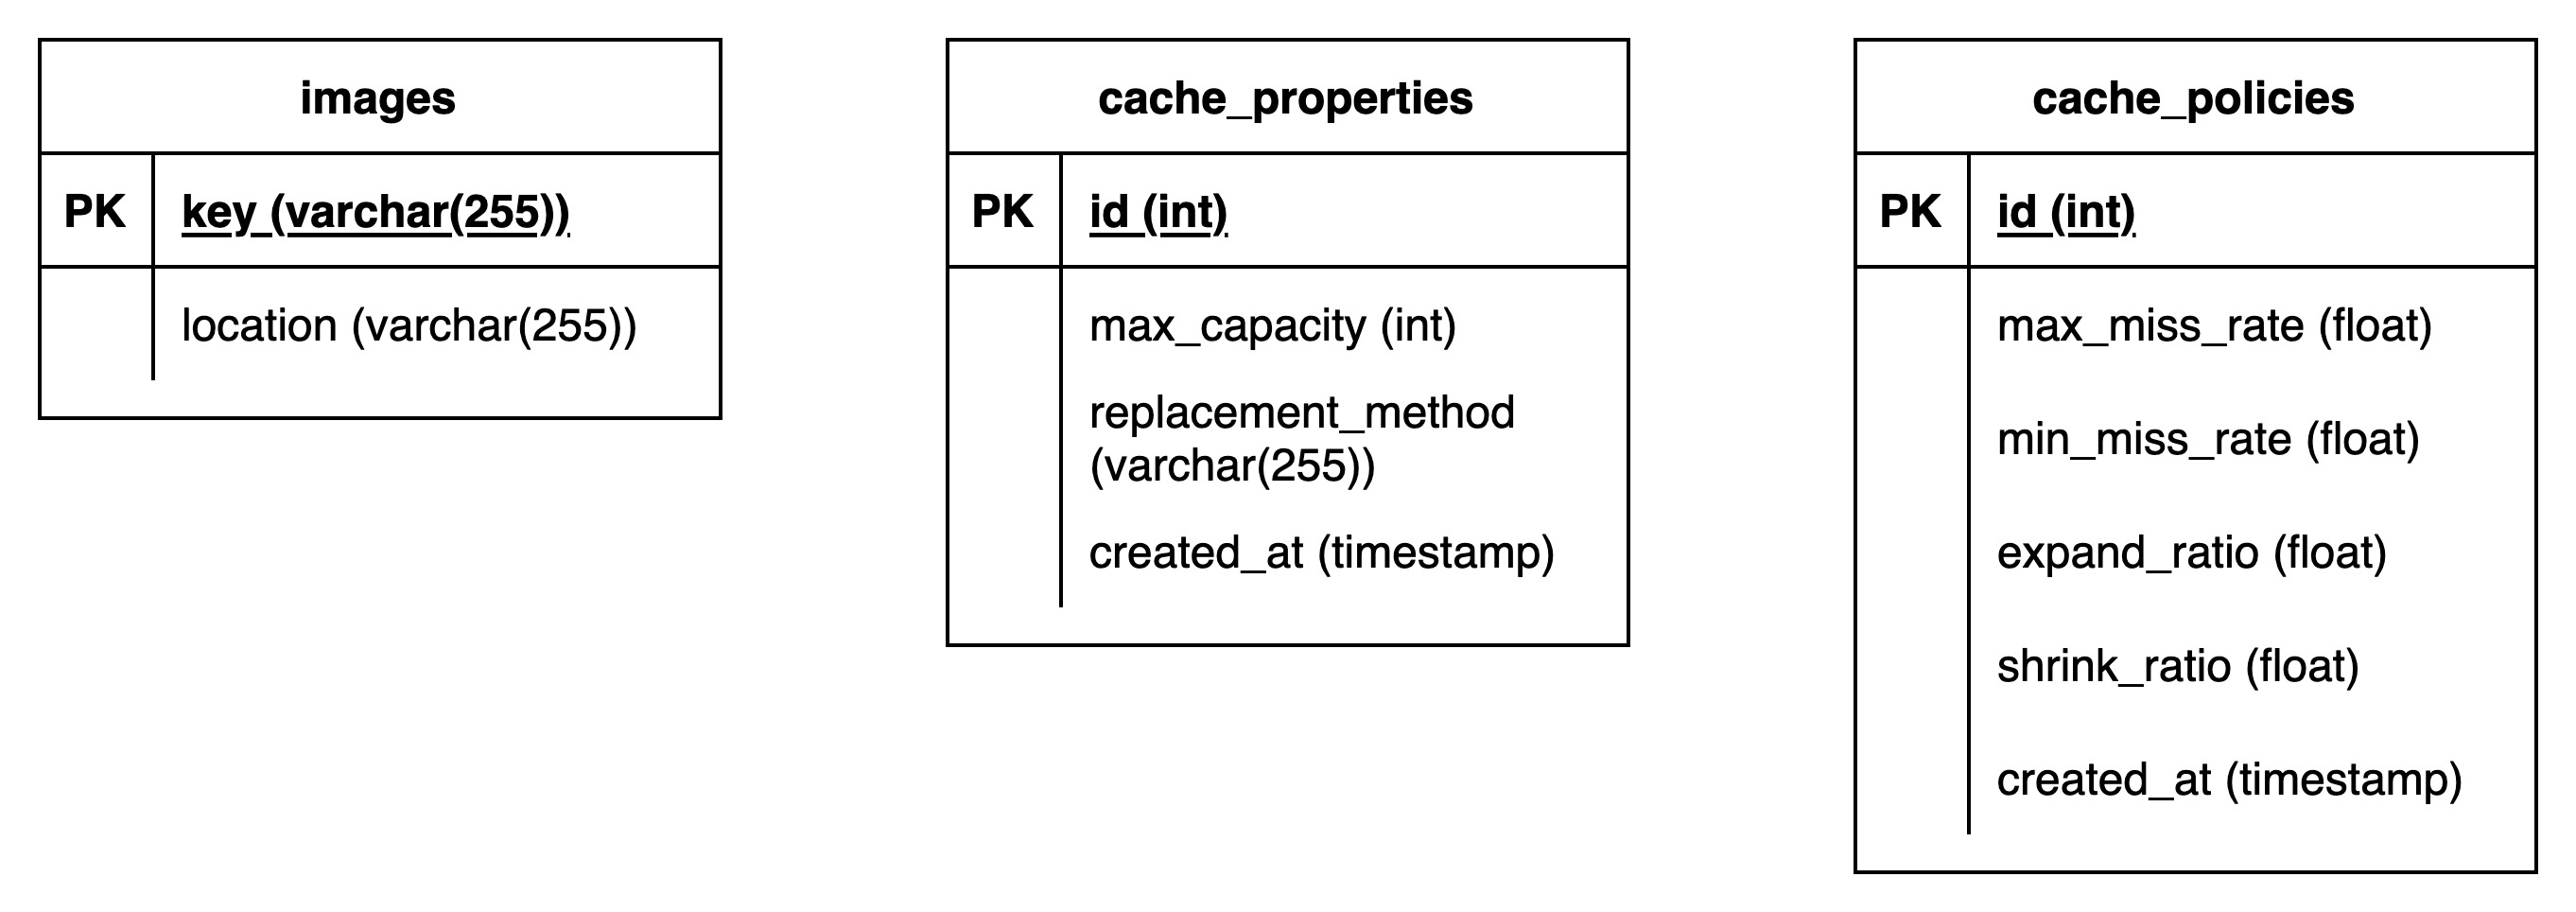 images
PK
key (varchar(255))
location (varchar(255))
cache_properties
PK
id (int)
max_capacity (int)
replacement_method
(varchar(255))
created_at (timestamp)
cache_policies
PK
id (int)
max_miss_rate (float)
min_miss_rate (float)
expand_ratio (float)
shrink_ratio (float)
created_at (timestamp)